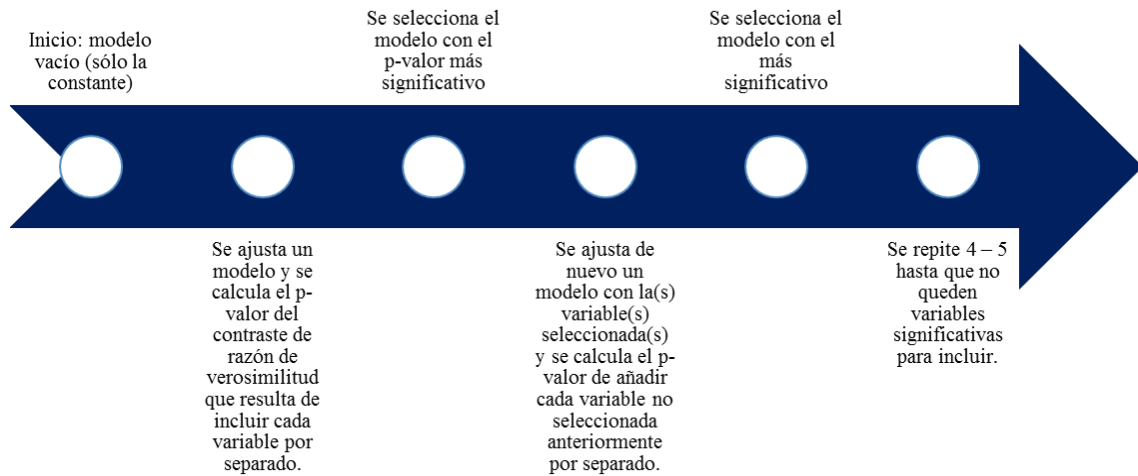 Inicio: modelo
vacío (sólo la
constante)
Se ajusta un
modelo y se
calcula el p-
valor del
contraste de
razón de
verosimilitud
que resulta de
incluir cada
variable por
separado.
Se selecciona el
modelo con el
p-valor más
significativo
Se ajusta de
nuevo un
modelo con la(s)
variable(s)
seleccionada(s)
y se calcula el p-
valor de añadir
cada variable no
seleccionada
anteriormente
por separado.
Se selecciona el
modelo con el
más
significativo
Se repite 4 – 5
hasta que no
queden
variables
significativas
para incluir.